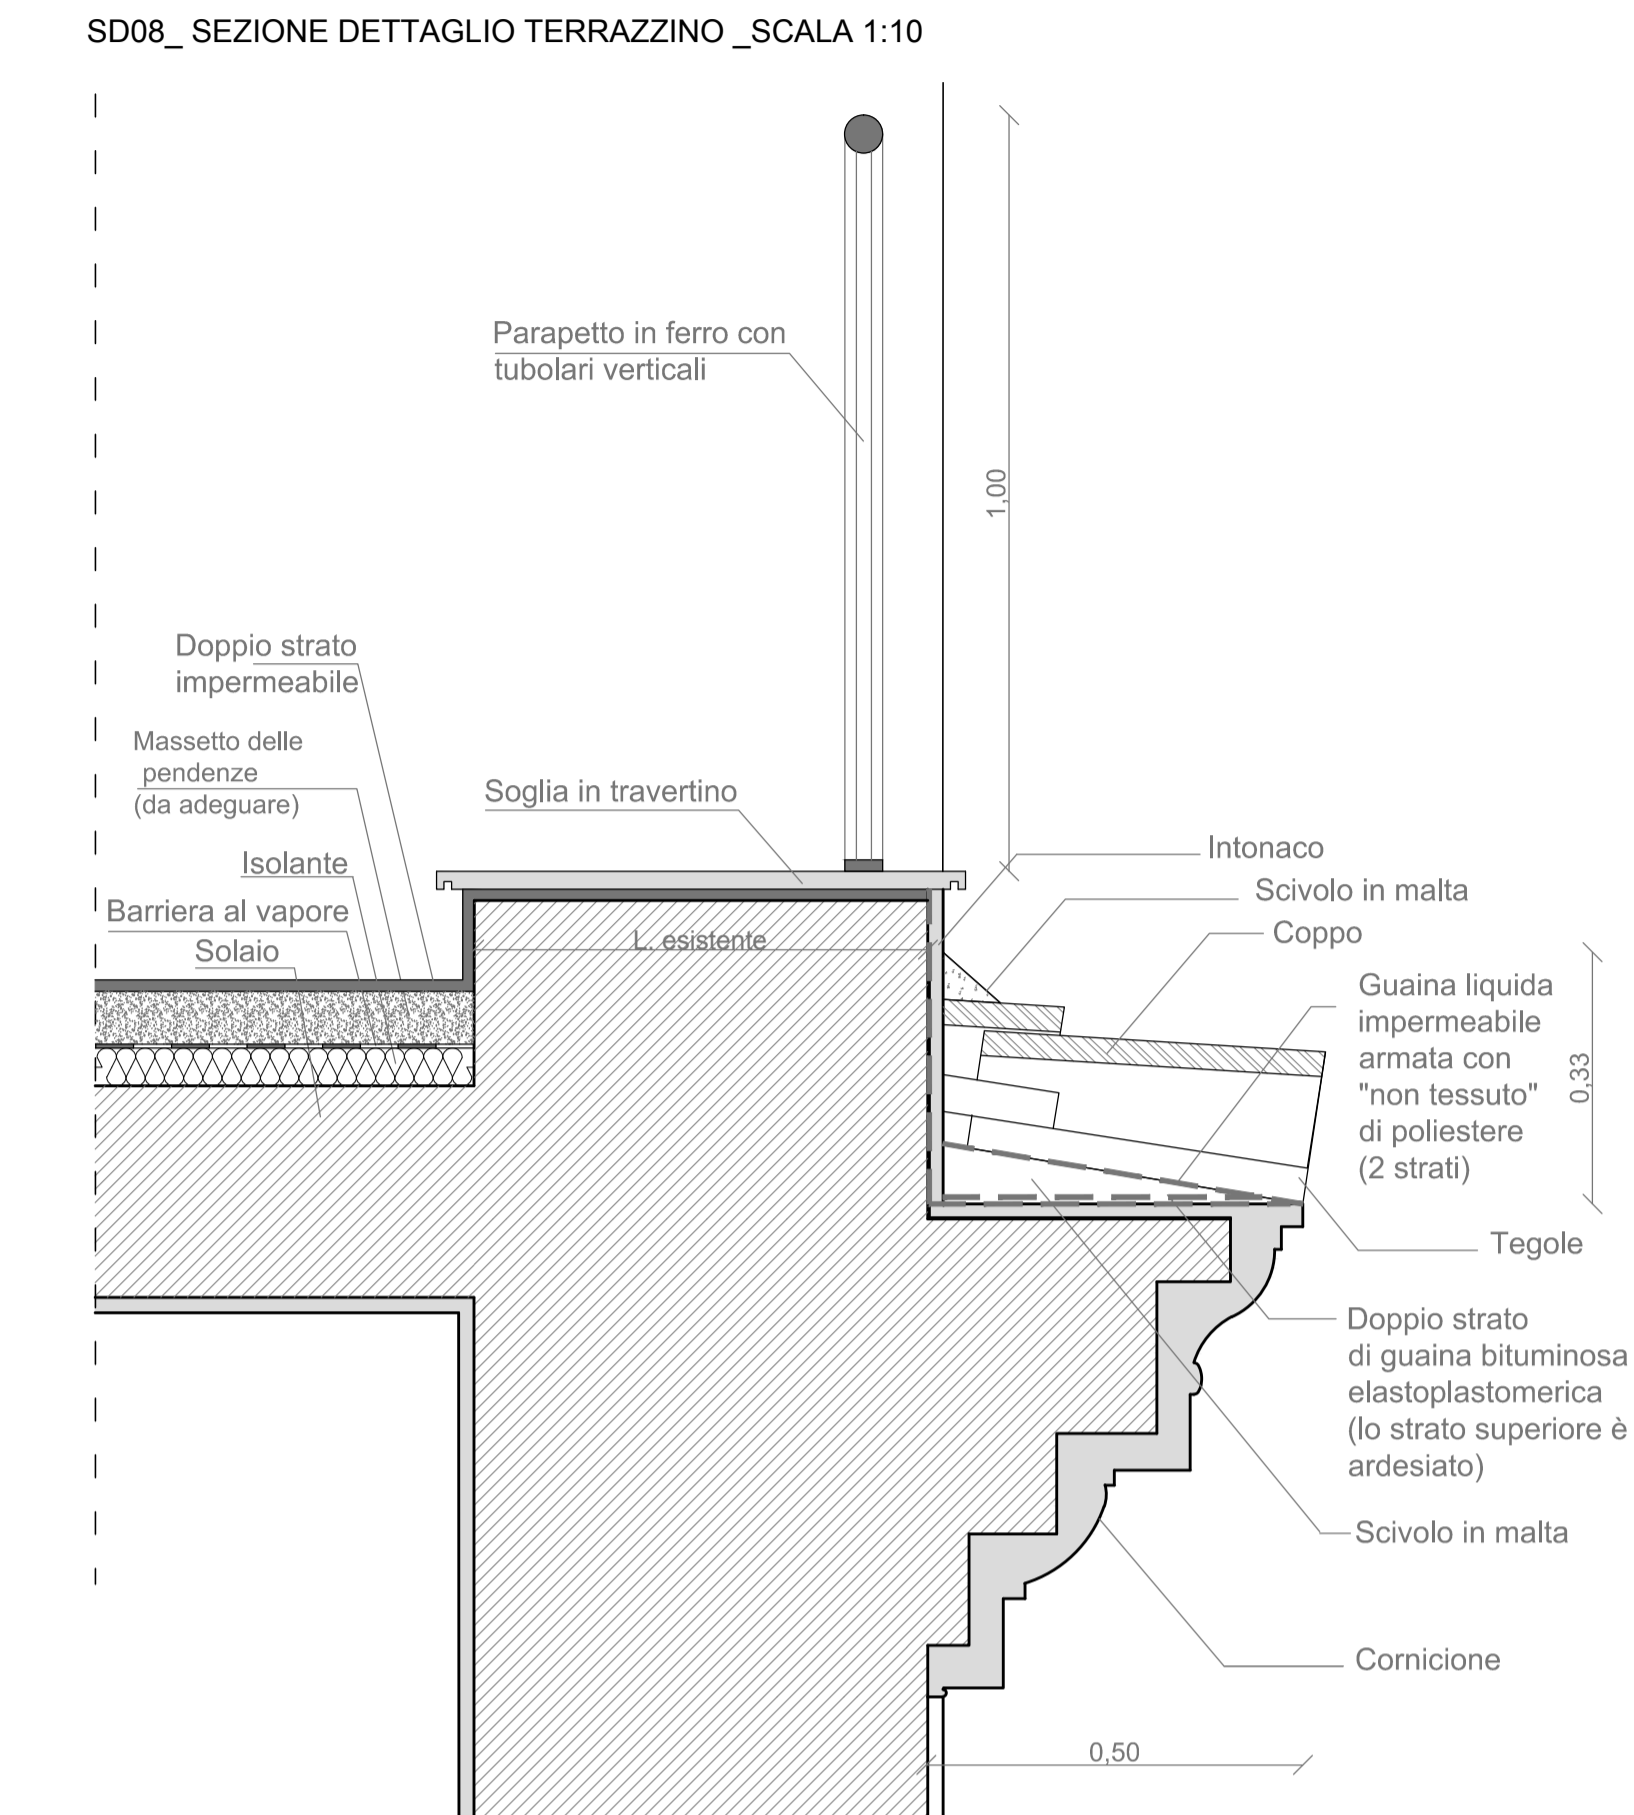 SD08_ SEZIONE DETTAGLIO TERRAZZINO _SCALA 1:10
Parapetto in ferro con
tubolari verticali
1,00
Doppio strato
impermeabile
Massetto delle
pendenze
(da adeguare)
Isolante
Barriera al vapore
Solaio
Soglia in travertino
L. esistente
Intonaco
Scivolo in malta
Coppo
Guaina liquida
impermeabile
armata con
"non tessuto"
di poliestere
(2 strati)
0,33
Tegole
Doppio strato
di guaina bituminosa
elastoplastomerica
(lo strato superiore è
ardesiato)
Scivolo in malta
Cornicione
0,50